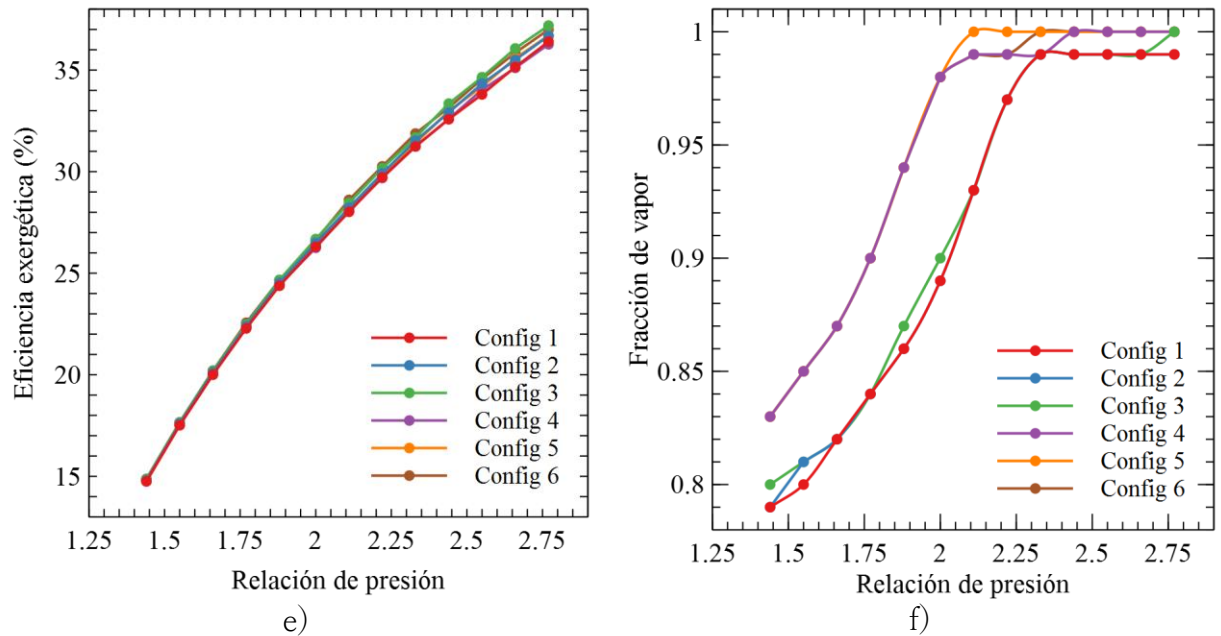 Eficiencia exergética (%)
35
30
25
20
15
1.25 1.5 1.75 2 2.25 2.5 2.75
Relación de presión
Config 1
Config 2
Config 3
Config 4
Config 5
Config 6
e)
Fracción de vapor
1
0.95
0.9
0.85
0.8
1.25 1.5 1.75 2 2.25 2.5 2.75
Relación de presión
Config 1
Config 2
Config 3
Config 4
Config 5
Config 6
f)